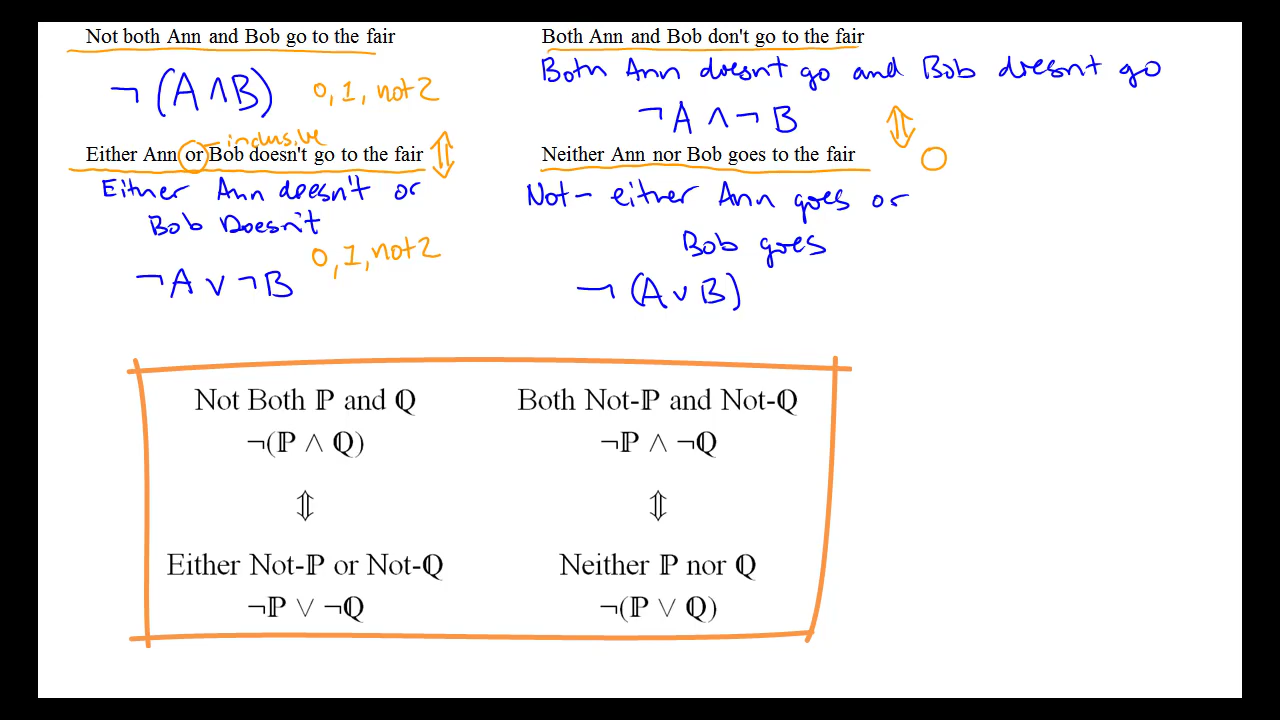 Not both Ann and Bob go to the fair
¬(A∧B) 0, 1, not 2
Either Ann or Bob doesn't go to the fair
inclusive
⇕
Either Ann doesn't or
Bob Doesn't
0, 1, not 2
¬A ∨ ¬B
Both Ann and Bob don't go to the fair
Both Ann doesn't go and Bob doesn't go
¬A ∧ ¬B
⇕
Neither Ann nor Bob goes to the fair
0
Not- either Ann goes or
Bob goes
¬(A ∨ B)
Not Both ℙ and ℚ
¬(ℙ ∧ ℚ)
⇕
Either Not-ℙ or Not-ℚ
¬ℙ ∨ ¬ℚ
Both Not-ℙ and Not-ℚ
¬ℙ ∧ ¬ℚ
⇕
Neither ℙ nor ℚ
¬(ℙ ∨ ℚ)